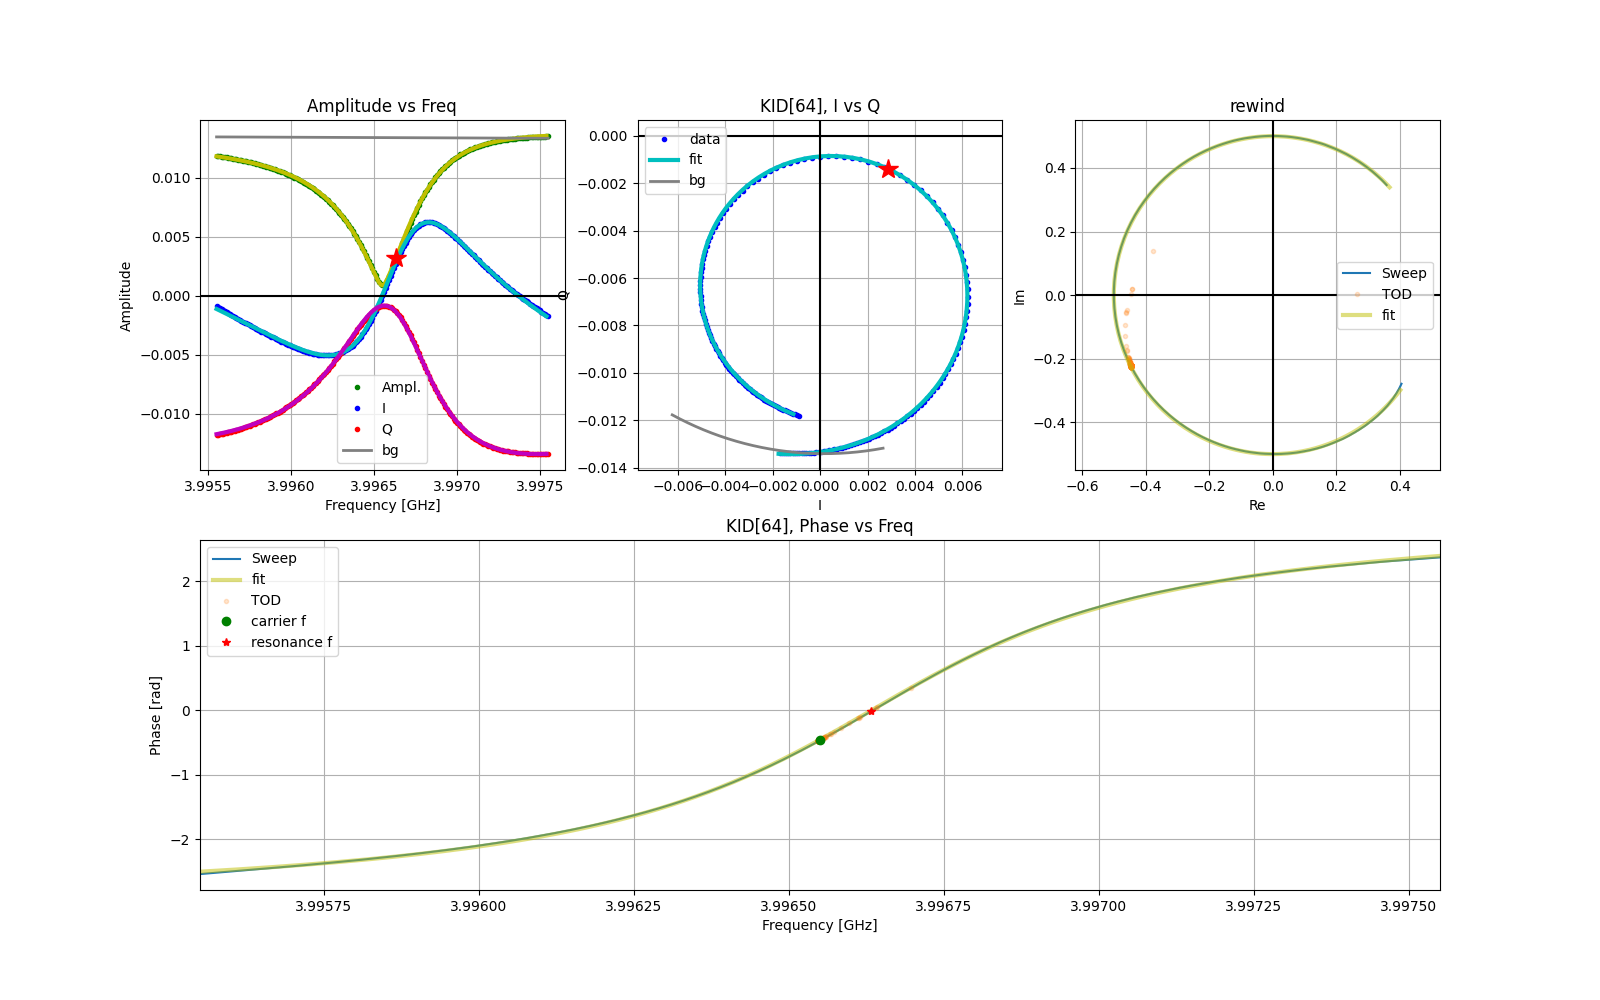 Amplitude vs Freq
Amplitude
0.010
0.005
0.000
−0.005
−0.010
Ampl.
I
Q
bg
3.9955
3.9960
3.9965
3.9970
3.9975
Frequency [GHz]
KID[64], I vs Q
Q
0.000
−0.002
−0.004
−0.006
−0.008
−0.010
−0.012
−0.014
data
fit
bg
−0.006
−0.004
−0.002
0.000
0.002
0.004
0.006
I
rewind
Im
0.4
0.2
0.0
−0.2
−0.4
Sweep
TOD
fit
−0.6
−0.4
−0.2
0.0
0.2
0.4
Re
KID[64], Phase vs Freq
Phase [rad]
2
1
0
−1
−2
Sweep
fit
TOD
carrier f
resonance f
3.99575
3.99600
3.99625
3.99650
3.99675
3.99700
3.99725
3.99750
Frequency [GHz]